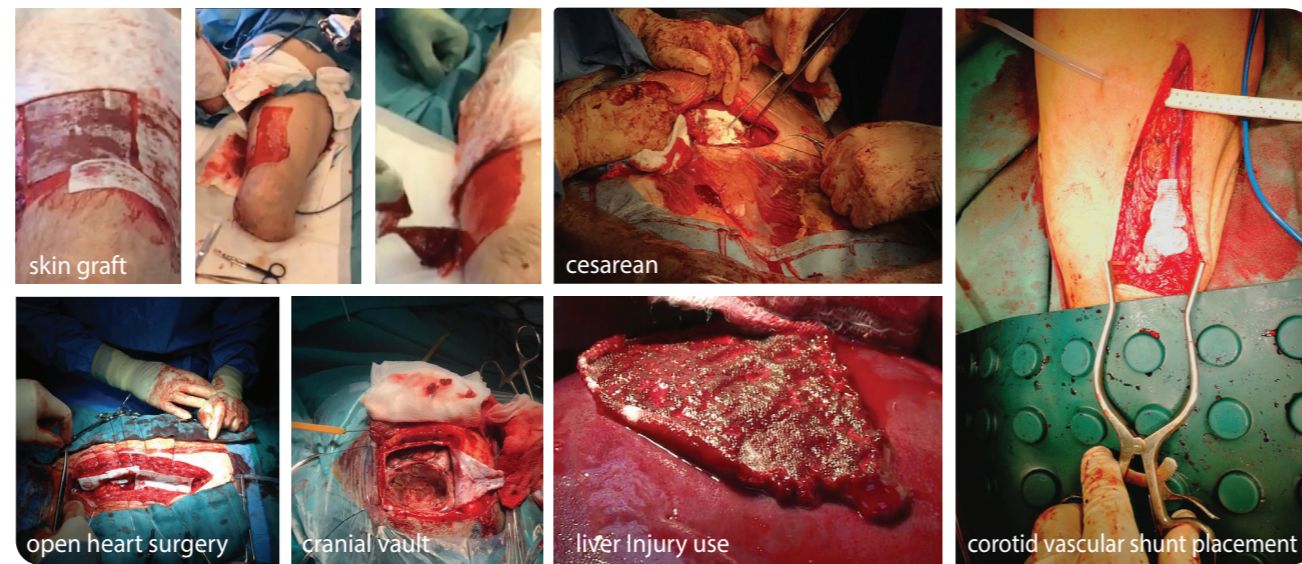 skin graft
cesarean
open heart surgery
cranial vault
liver Injury use
corotid vascular shunt placement